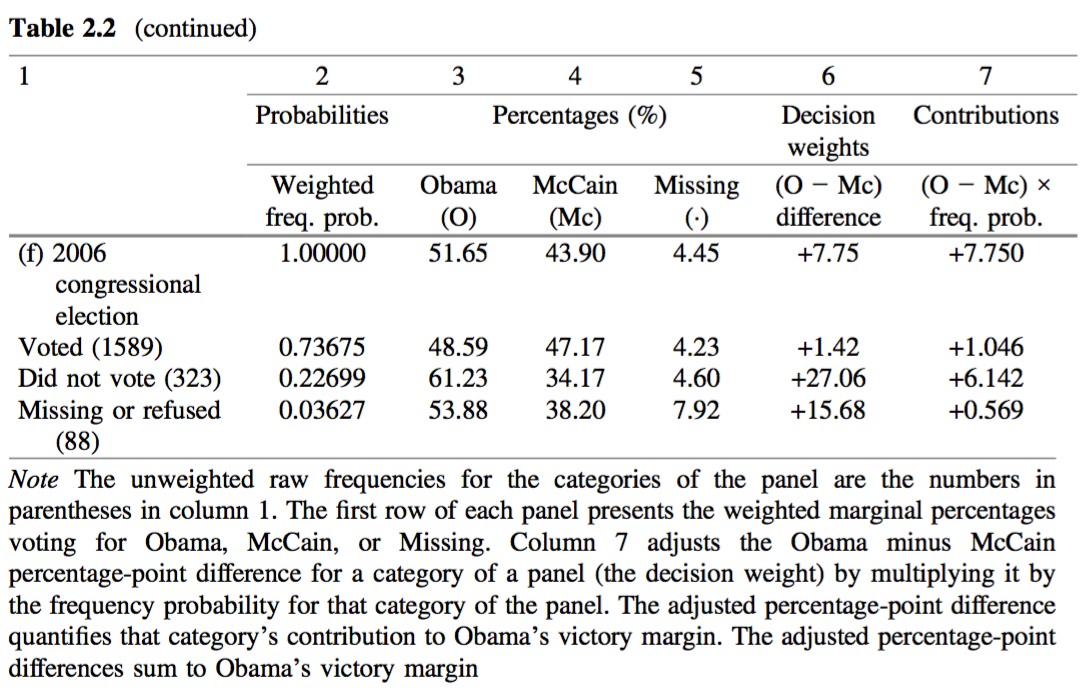 Table 2.2 (continued)
1 2 3 4 5 6 7
Probabilities Percentages (%) Decision weights Contributions
Weighted freq. prob. Obama (O) McCain (Mc) Missing (·) (O − Mc) difference (O − Mc) × freq. prob.
(f) 2006 congressional election 1.00000 51.65 43.90 4.45 +7.75 +7.750
Voted (1589) 0.73675 48.59 47.17 4.23 +1.42 +1.046
Did not vote (323) 0.22699 61.23 34.17 4.60 +27.06 +6.142
Missing or refused (88) 0.03627 53.88 38.20 7.92 +15.68 +0.569
Note The unweighted raw frequencies for the categories of the panel are the numbers in
parentheses in column 1. The first row of each panel presents the weighted marginal percentages
voting for Obama, McCain, or Missing. Column 7 adjusts the Obama minus McCain
percentage-point difference for a category of a panel (the decision weight) by multiplying it by
the frequency probability for that category of the panel. The adjusted percentage-point difference
quantifies that category's contribution to Obama's victory margin. The adjusted percentage-point
differences sum to Obama's victory margin